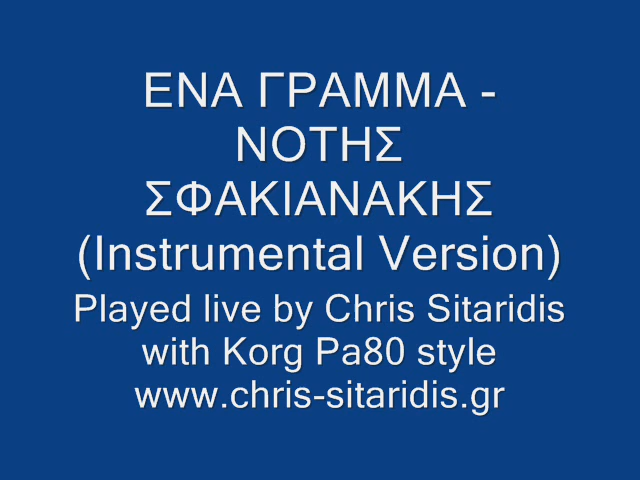 ΕΝΑ ΓΡΑΜΜΑ -
ΝΟΤΗΣ
ΣΦΑΚΙΑΝΑΚΗΣ
(Instrumental Version)
Played live by Chris Sitaridis
with Korg Pa80 style
www.chris-sitaridis.gr